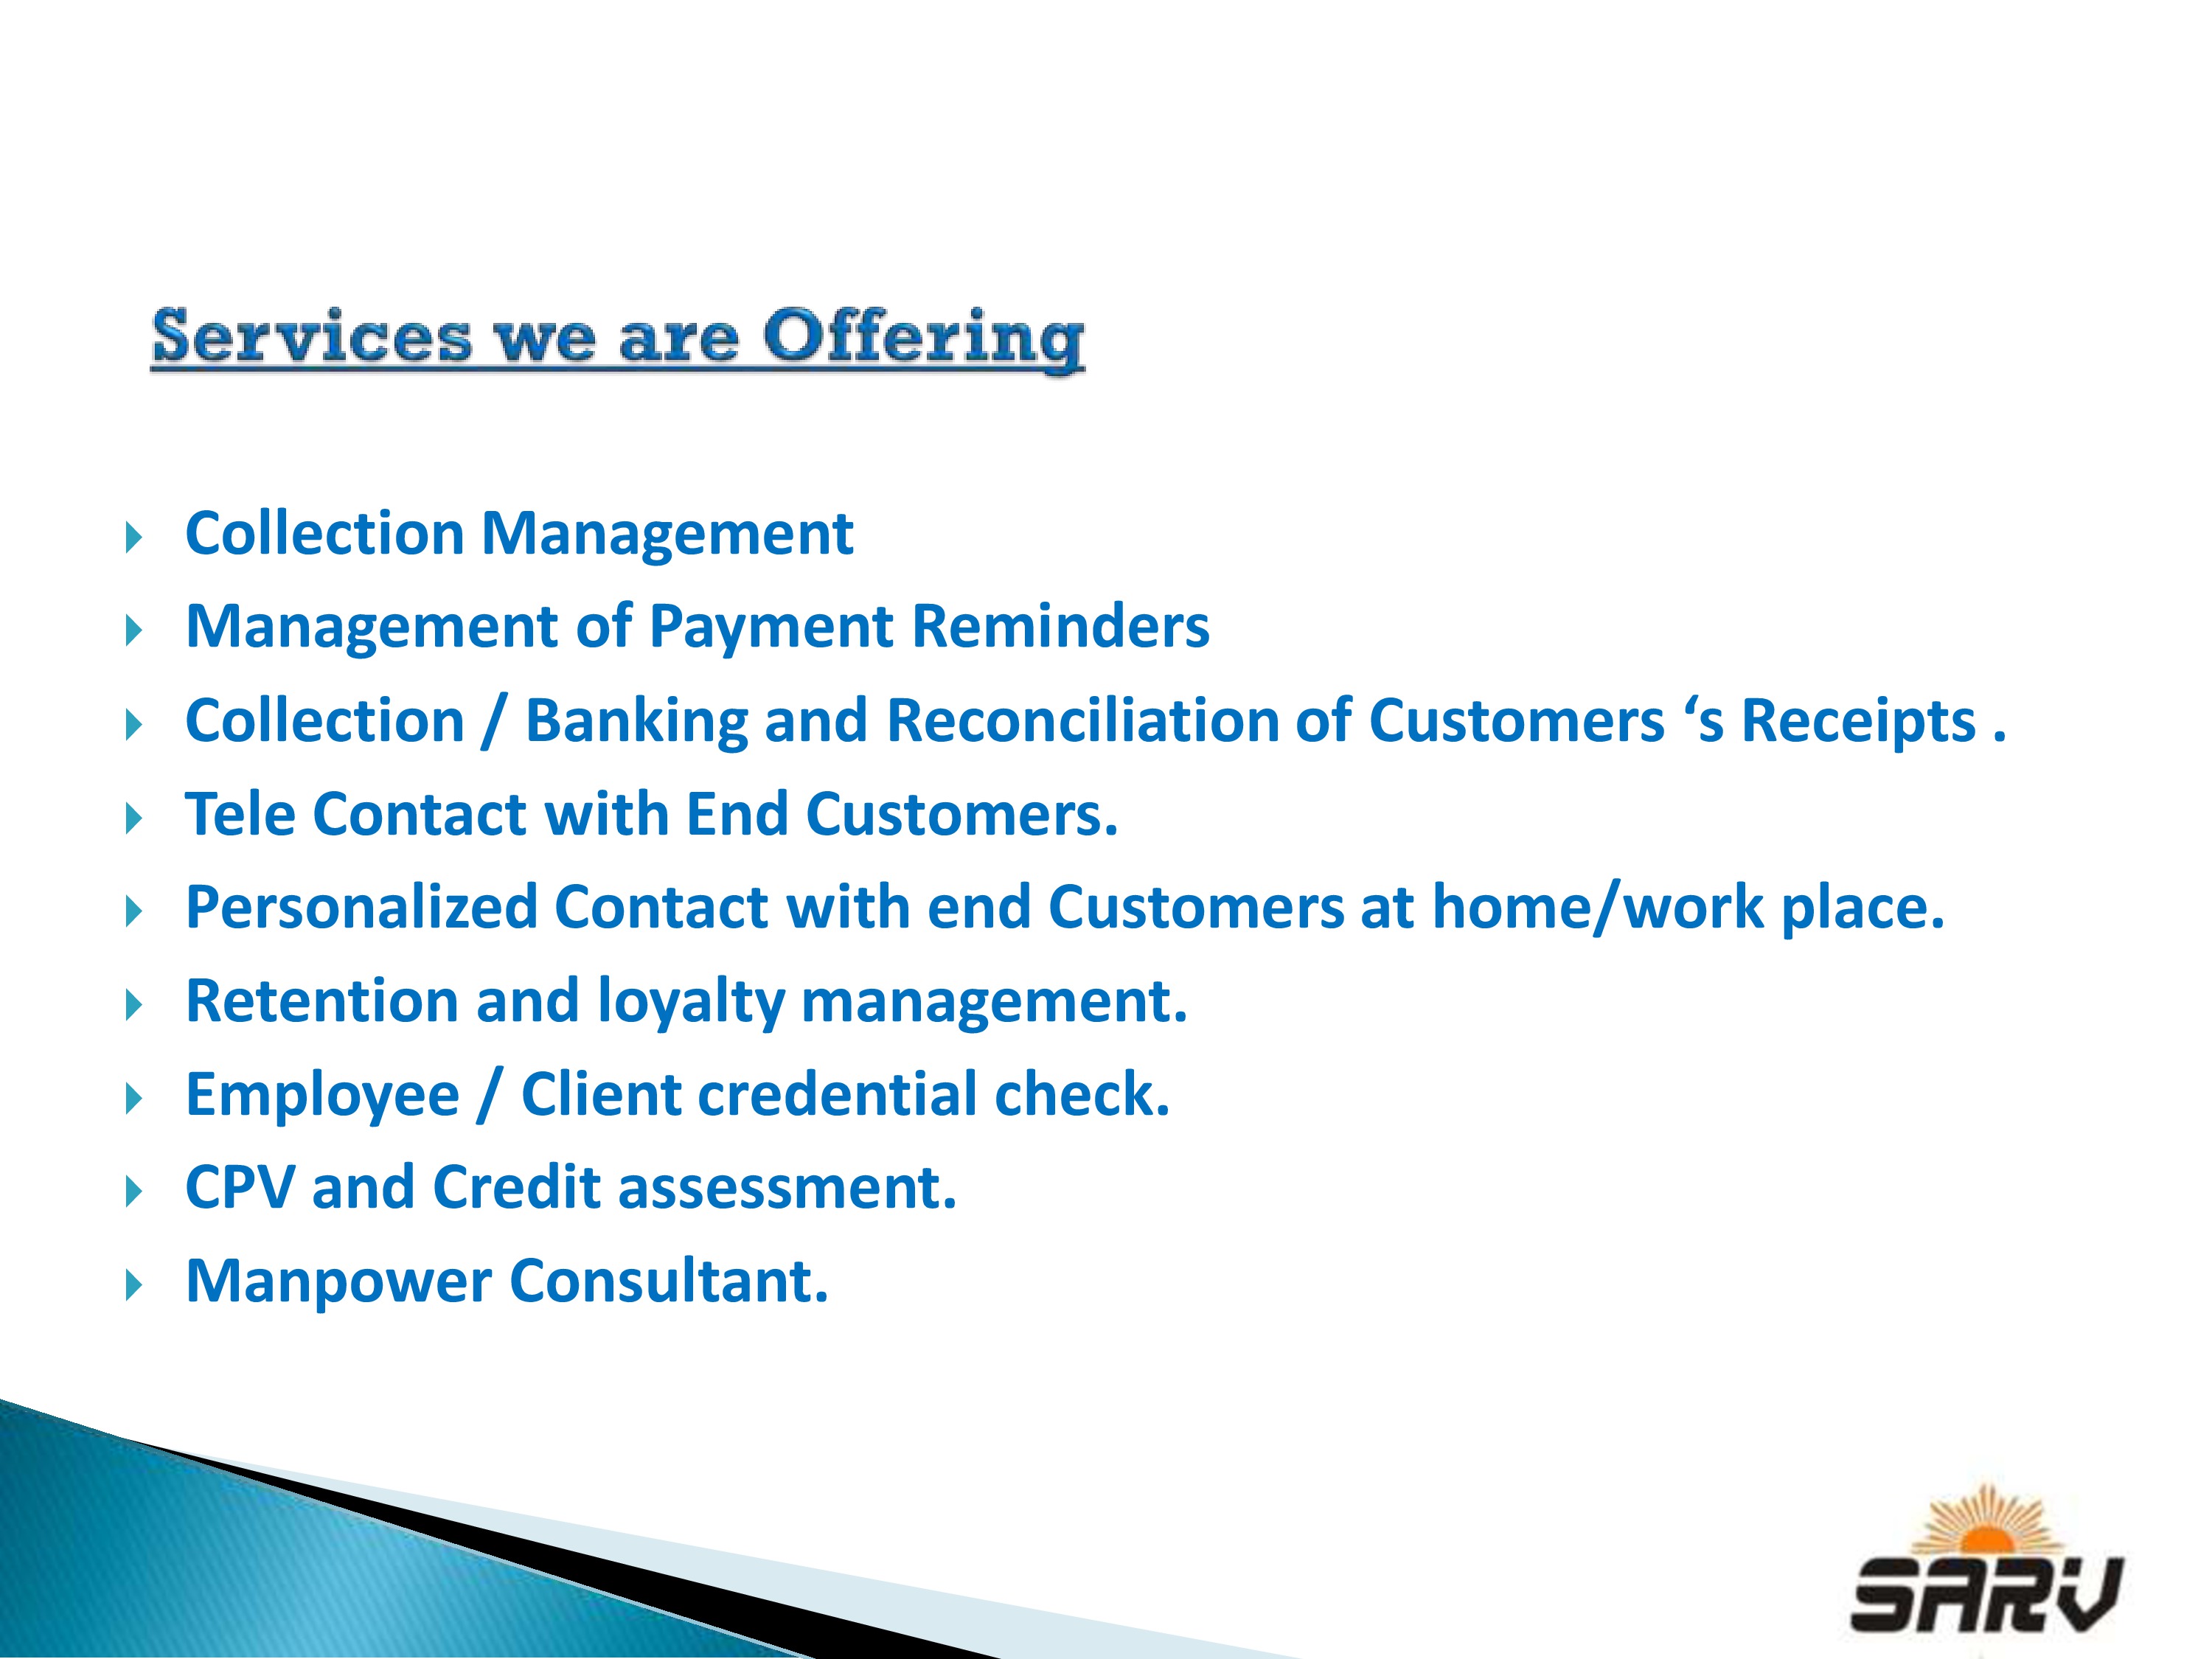 Services we are Offering
Collection Management
Management of Payment Reminders
Collection / Banking and Reconciliation of Customers ‘s Receipts .
Tele Contact with End Customers.
Personalized Contact with end Customers at home/work place.
Retention and loyalty management.
Employee / Client credential check.
CPV and Credit assessment.
Manpower Consultant.
SARV